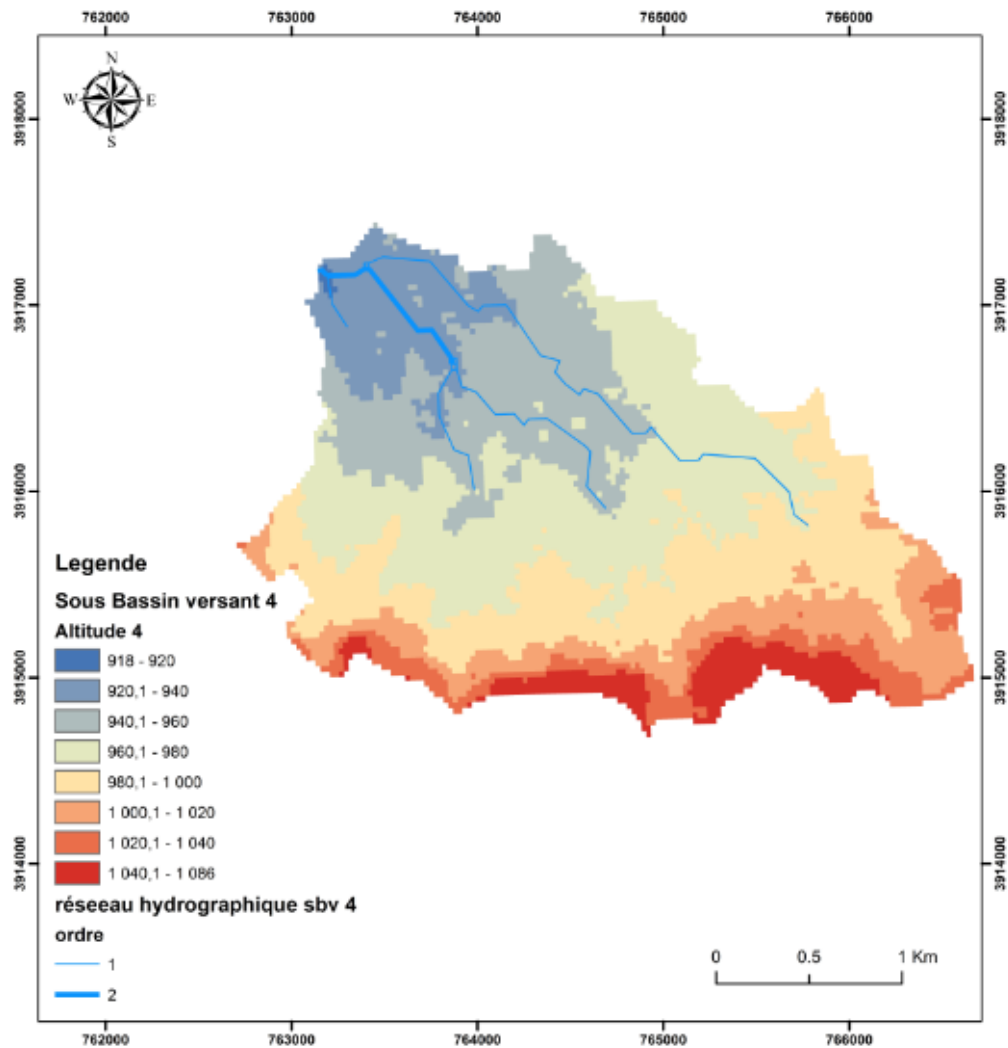 762000 763000 764000 765000 766000
N
W E
S
3918000 3918000
3917000 3917000
3916000 3916000
3915000 3915000
3914000 3914000
Legende
Sous Bassin versant 4
Altitude 4
918 - 920
920,1 - 940
940,1 - 960
960,1 - 980
980,1 - 1 000
1 000,1 - 1 020
1 020,1 - 1 040
1 040,1 - 1 086
réseeau hydrographique sbv 4
ordre
1
2
0 0.5 1 Km
762000 763000 764000 765000 766000